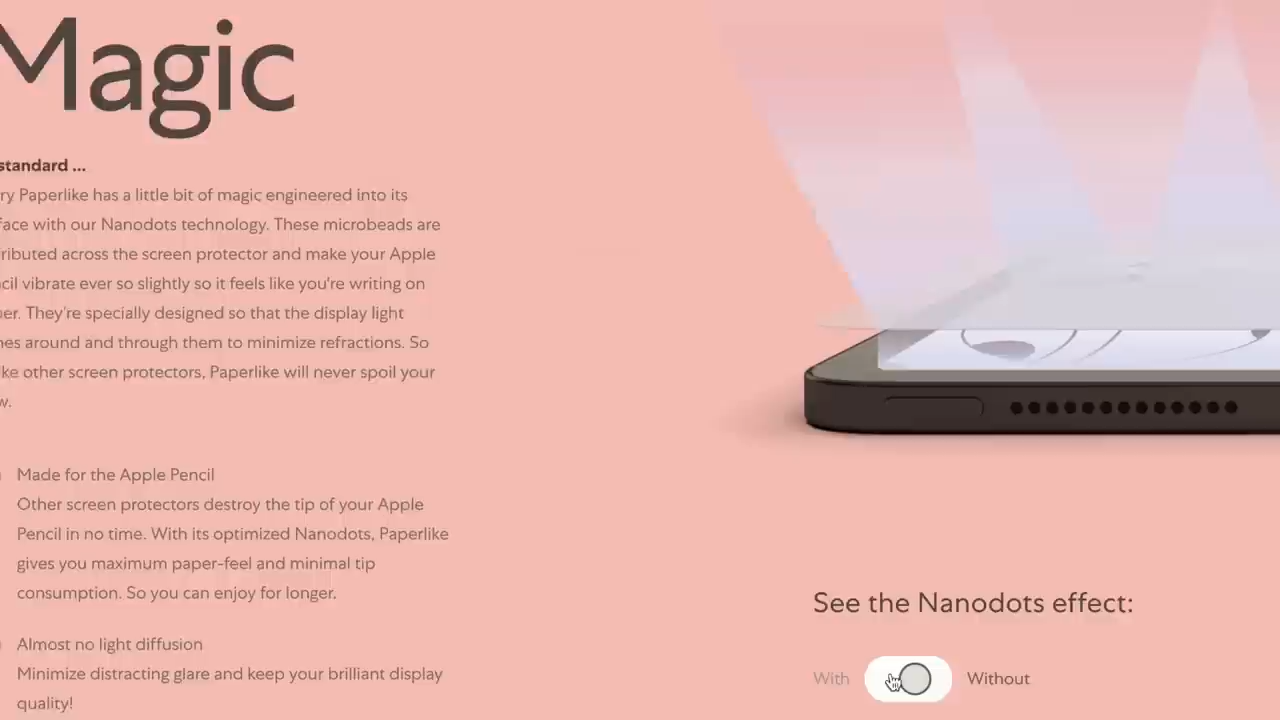 Magic
standard ...
ry Paperlike has a little bit of magic engineered into its
face with our Nanodots technology. These microbeads are
ributed across the screen protector and make your Apple
cil vibrate ever so slightly so it feels like you're writing on
er. They're specially designed so that the display light
nes around and through them to minimize refractions. So
ke other screen protectors, Paperlike will never spoil your
w.
Made for the Apple Pencil
Other screen protectors destroy the tip of your Apple
Pencil in no time. With its optimized Nanodots, Paperlike
gives you maximum paper-feel and minimal tip
consumption. So you can enjoy for longer.
Almost no light diffusion
Minimize distracting glare and keep your brilliant display
quality!
See the Nanodots effect:
With Without